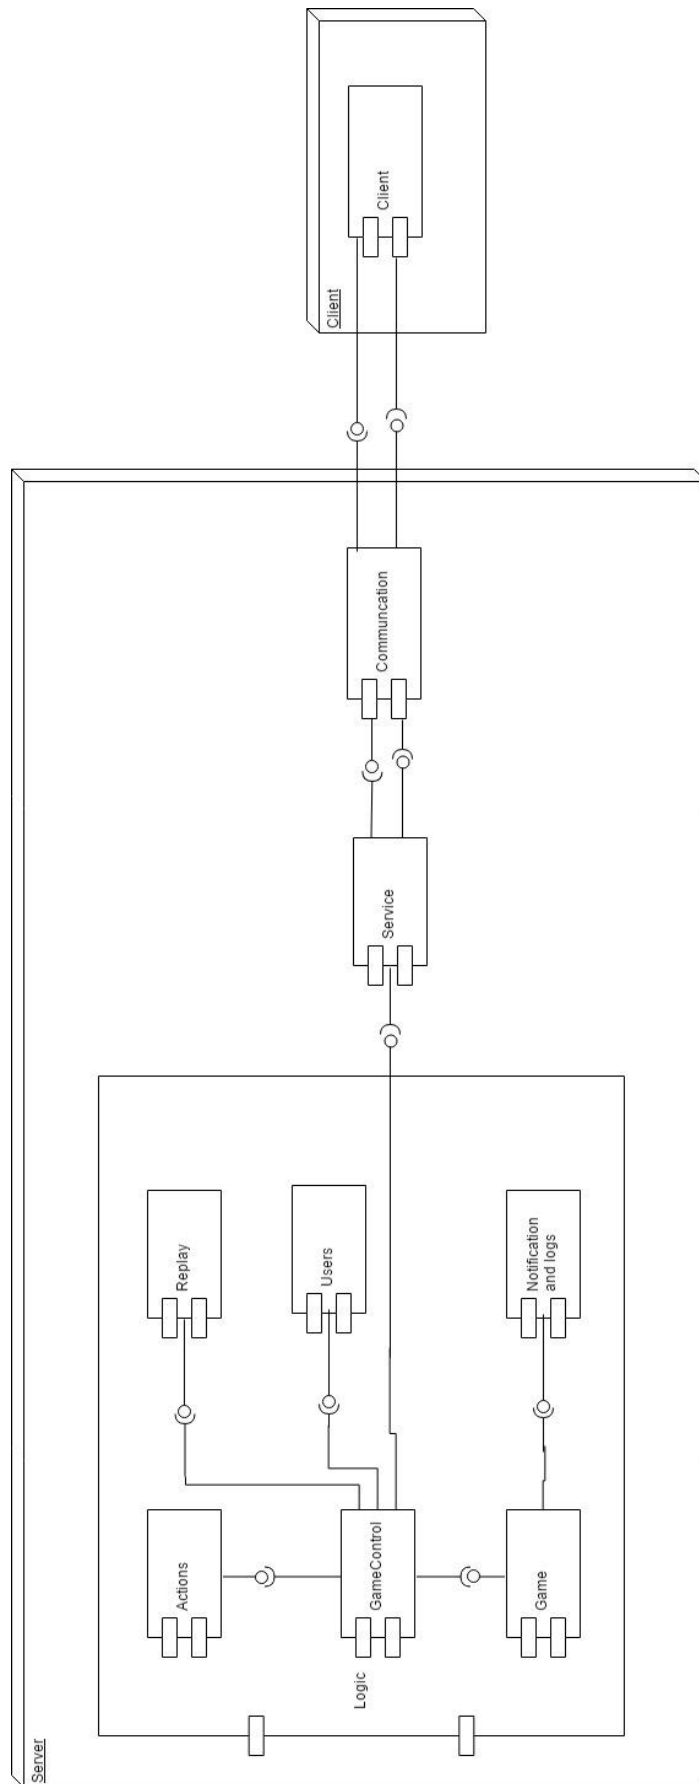 Server
Logic
Actions
Replay
GameControl
Users
Game
Notification
and logs
Service
Communcation
Client
Client